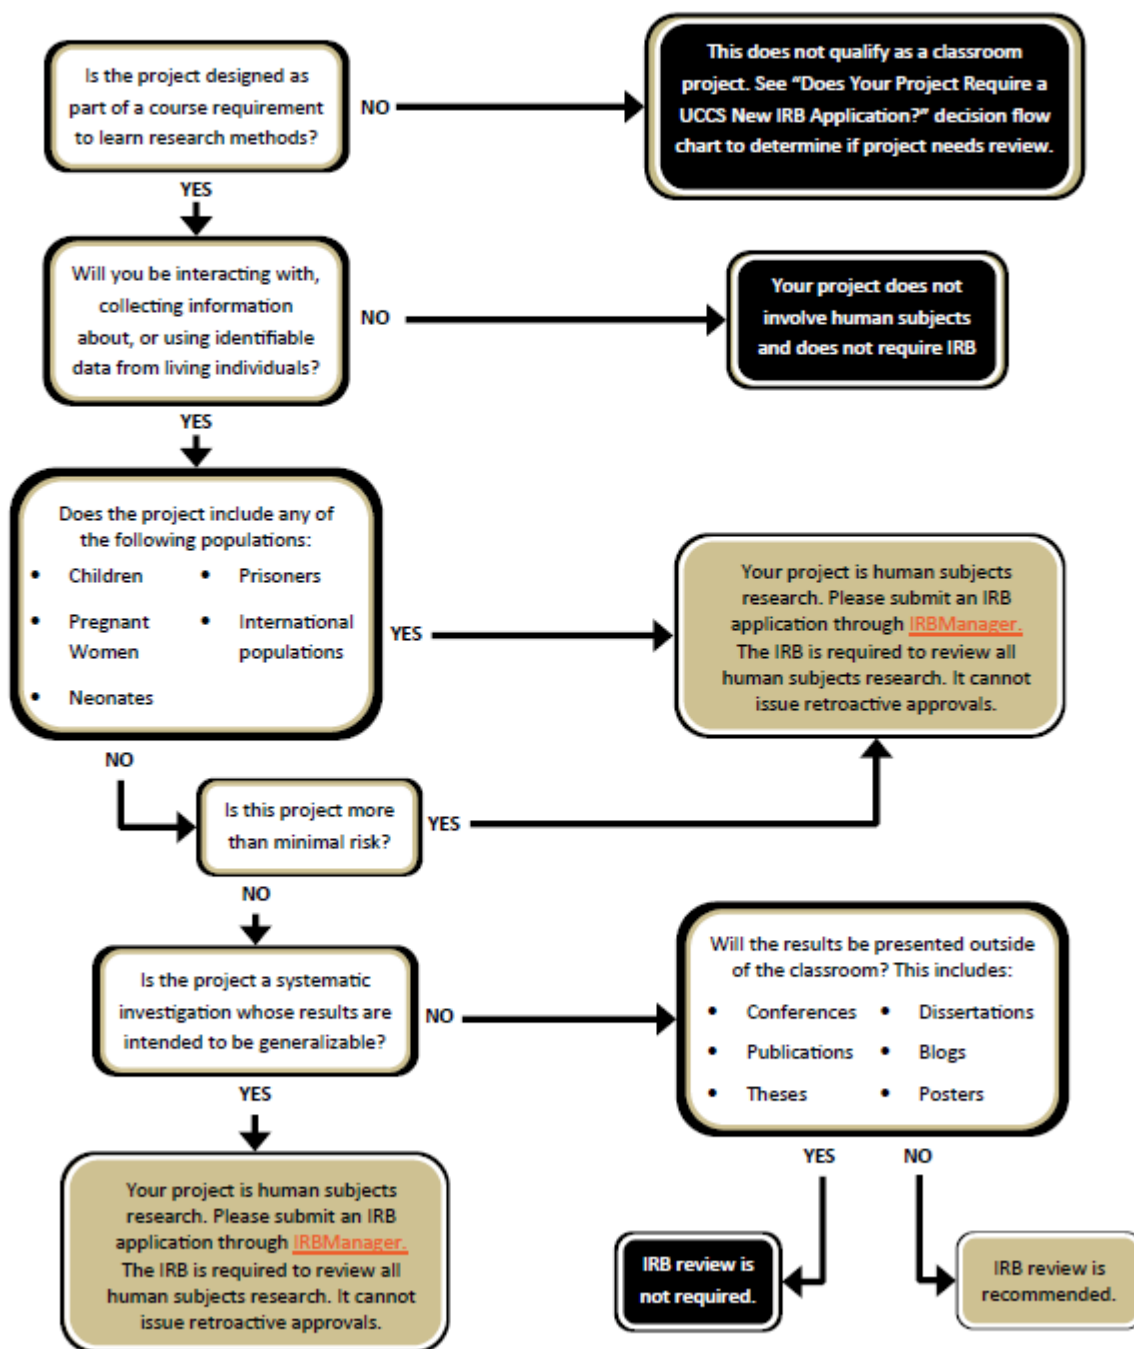 Is the project designed as
part of a course requirement
to learn research methods?
NO
This does not qualify as a classroom
project. See “Does Your Project Require a
UCCS New IRB Application?” decision flow
chart to determine if project needs review.
YES
Will you be interacting with,
collecting information
about, or using identifiable
data from living individuals?
NO
Your project does not
involve human subjects
and does not require IRB
YES
Does the project include any of
the following populations:
• Children
• Prisoners
• Pregnant
Women
• International
populations
• Neonates
YES
Your project is human subjects
research. Please submit an IRB
application through IRBManager.
The IRB is required to review all
human subjects research. It cannot
issue retroactive approvals.
NO
Is this project more
than minimal risk?
YES
NO
Is the project a systematic
investigation whose results are
intended to be generalizable?
NO
Will the results be presented outside
of the classroom? This includes:
• Conferences
• Dissertations
• Publications
• Blogs
• Theses
• Posters
YES
Your project is human subjects
research. Please submit an IRB
application through IRBManager.
The IRB is required to review all
human subjects research. It cannot
issue retroactive approvals.
YES
NO
IRB review is
not required.
IRB review is
recommended.